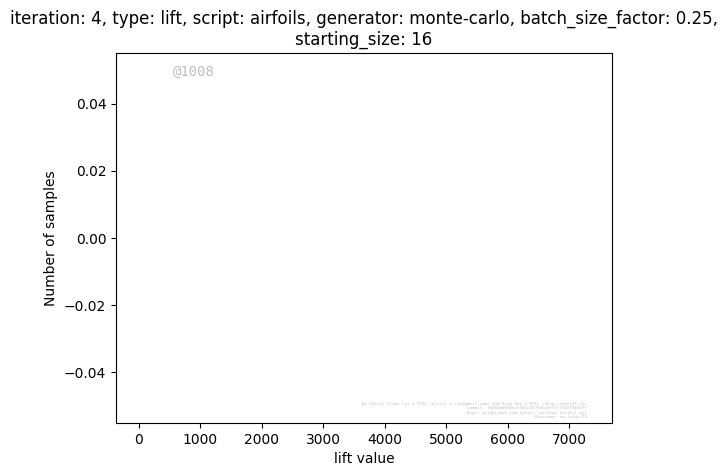 iteration: 4, type: lift, script: airfoils, generator: monte-carlo, batch_size_factor: 0.25,
starting_size: 16
@1008
0.04
0.02
0.00
−0.02
−0.04
Number of samples
0 1000 2000 3000 4000 5000 6000 7000
lift value